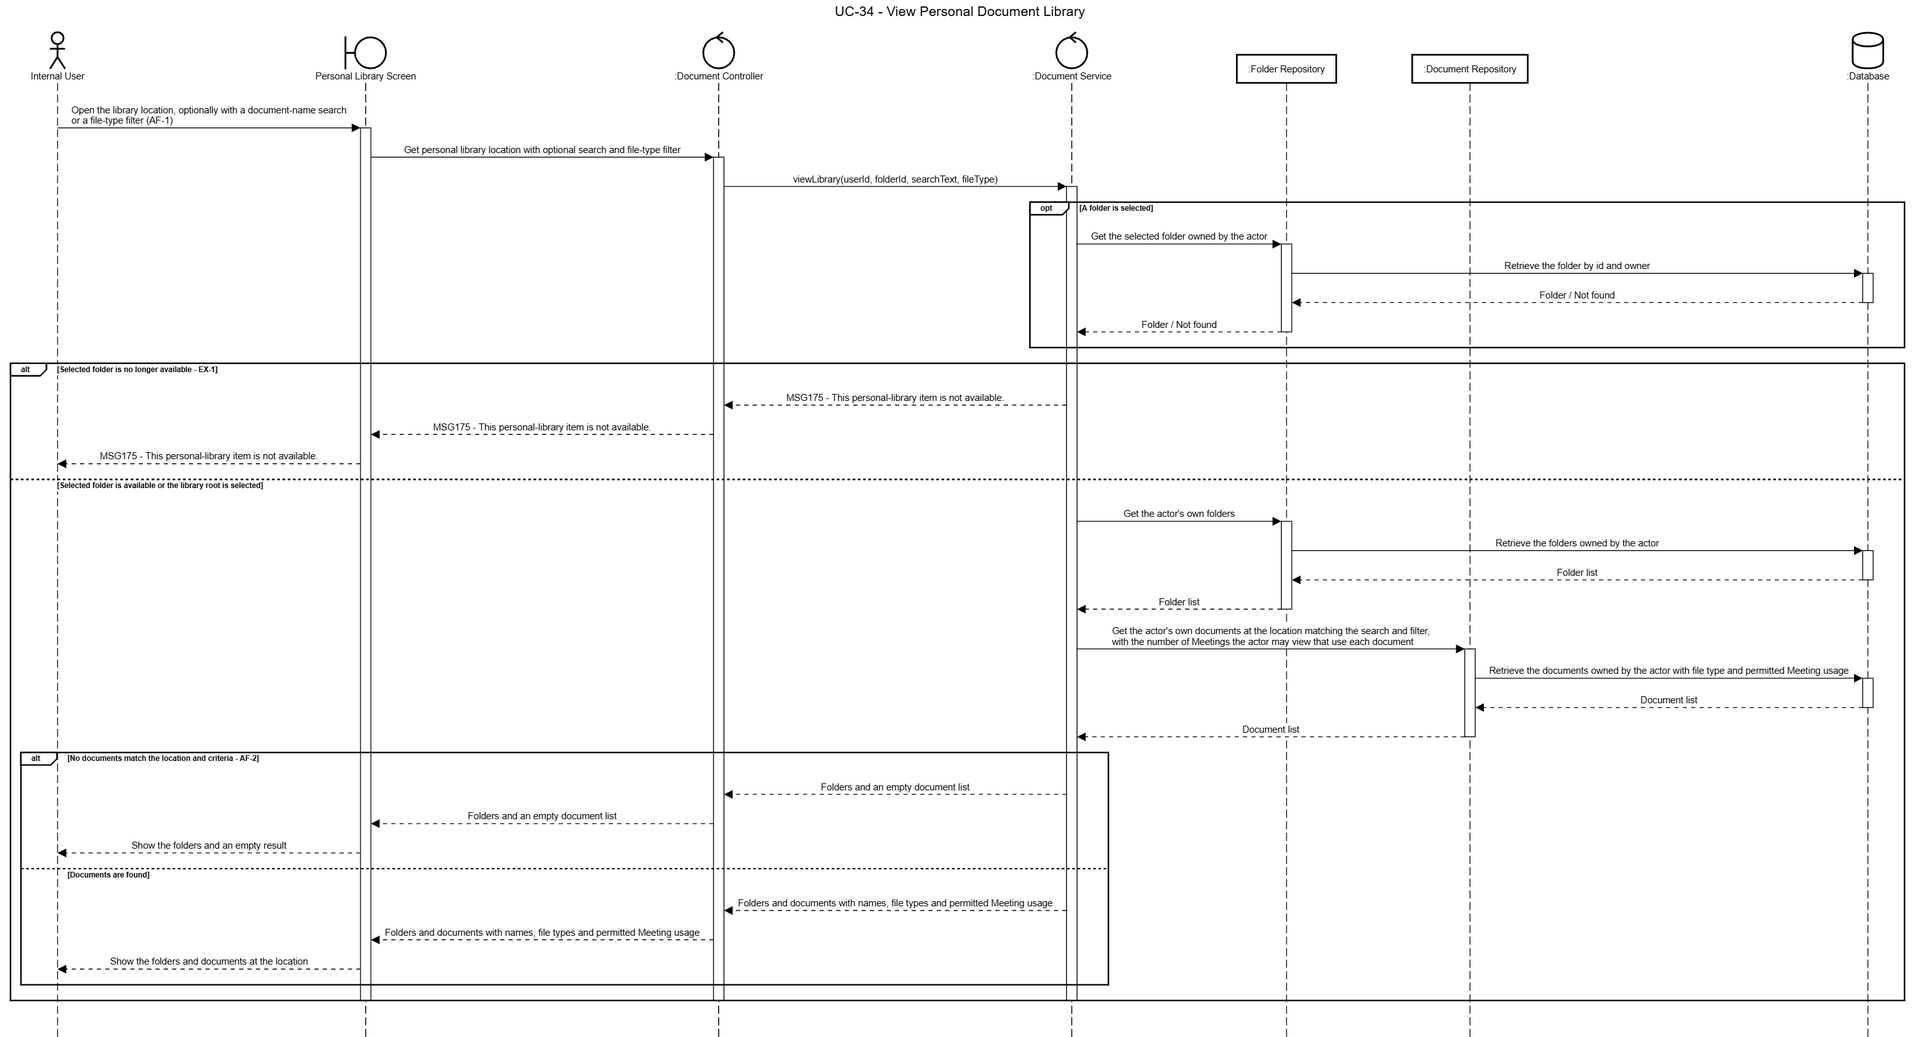 UC-34 - View Personal Document Library
Internal User
Personal Library Screen
:Document Controller
:Document Service
:Folder Repository
:Document Repository
:Database
Open the library location, optionally with a document-name search
or a file-type filter (AF-1)
Get personal library location with optional search and file-type filter
viewLibrary(userId, folderId, searchText, fileType)
opt
[A folder is selected]
Get the selected folder owned by the actor
Retrieve the folder by id and owner
Folder / Not found
Folder / Not found
alt
[Selected folder is no longer available - EX-1]
MSG175 - This personal-library item is not available.
MSG175 - This personal-library item is not available.
MSG175 - This personal-library item is not available.
[Selected folder is available or the library root is selected]
Get the actor's own folders
Retrieve the folders owned by the actor
Folder list
Folder list
Get the actor's own documents at the location matching the search and filter,
with the number of Meetings the actor may view that use each document
Retrieve the documents owned by the actor with file type and permitted Meeting usage
Document list
Document list
alt
[No documents match the location and criteria - AF-2]
Folders and an empty document list
Folders and an empty document list
Show the folders and an empty result
[Documents are found]
Folders and documents with names, file types and permitted Meeting usage
Folders and documents with names, file types and permitted Meeting usage
Show the folders and documents at the location